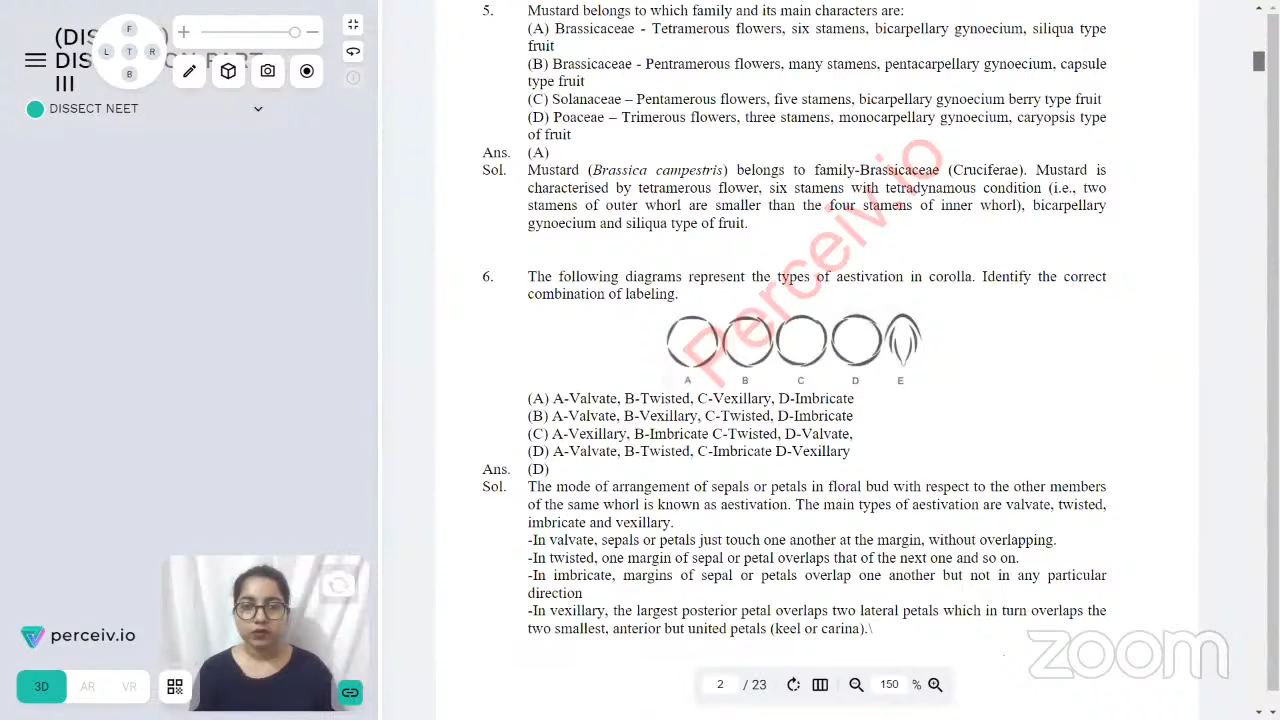 (DIS
DIS
PART
III
DISSECT NEET
F
L T R
B
5. Mustard belongs to which family and its main characters are:
(A) Brassicaceae - Tetramerous flowers, six stamens, bicarpellary gynoecium, siliqua type
fruit
(B) Brassicaceae - Pentramerous flowers, many stamens, pentacarpellary gynoecium, capsule
type fruit
(C) Solanaceae – Pentamerous flowers, five stamens, bicarpellary gynoecium berry type fruit
(D) Poaceae – Trimerous flowers, three stamens, monocarpellary gynoecium, caryopsis type
of fruit
Ans. (A)
Sol. Mustard (Brassica campestris) belongs to family-Brassicaceae (Cruciferae). Mustard is
characterised by tetramerous flower, six stamens with tetradynamous condition (i.e., two
stamens of outer whorl are smaller than the four stamens of inner whorl), bicarpellary
gynoecium and siliqua type of fruit.
6. The following diagrams represent the types of aestivation in corolla. Identify the correct
combination of labeling.
A B C D E
(A) A-Valvate, B-Twisted, C-Vexillary, D-Imbricate
(B) A-Valvate, B-Vexillary, C-Twisted, D-Imbricate
(C) A-Vexillary, B-Imbricate C-Twisted, D-Valvate,
(D) A-Valvate, B-Twisted, C-Imbricate D-Vexillary
Ans. (D)
Sol. The mode of arrangement of sepals or petals in floral bud with respect to the other members
of the same whorl is known as aestivation. The main types of aestivation are valvate, twisted,
imbricate and vexillary.
-In valvate, sepals or petals just touch one another at the margin, without overlapping.
-In twisted, one margin of sepal or petal overlaps that of the next one and so on.
-In imbricate, margins of sepal or petals overlap one another but not in any particular
direction
-In vexillary, the largest posterior petal overlaps two lateral petals which in turn overlaps the
two smallest, anterior but united petals (keel or carina).\
Perceiv.io
perceiv.io
3D AR VR
2 / 23 150 %
zoom